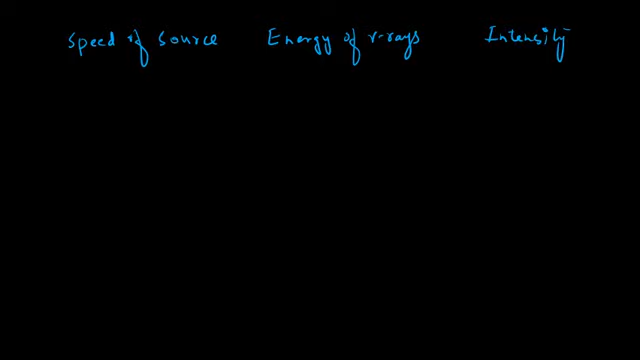 Speed of Source Energy of γ-rays Intensity